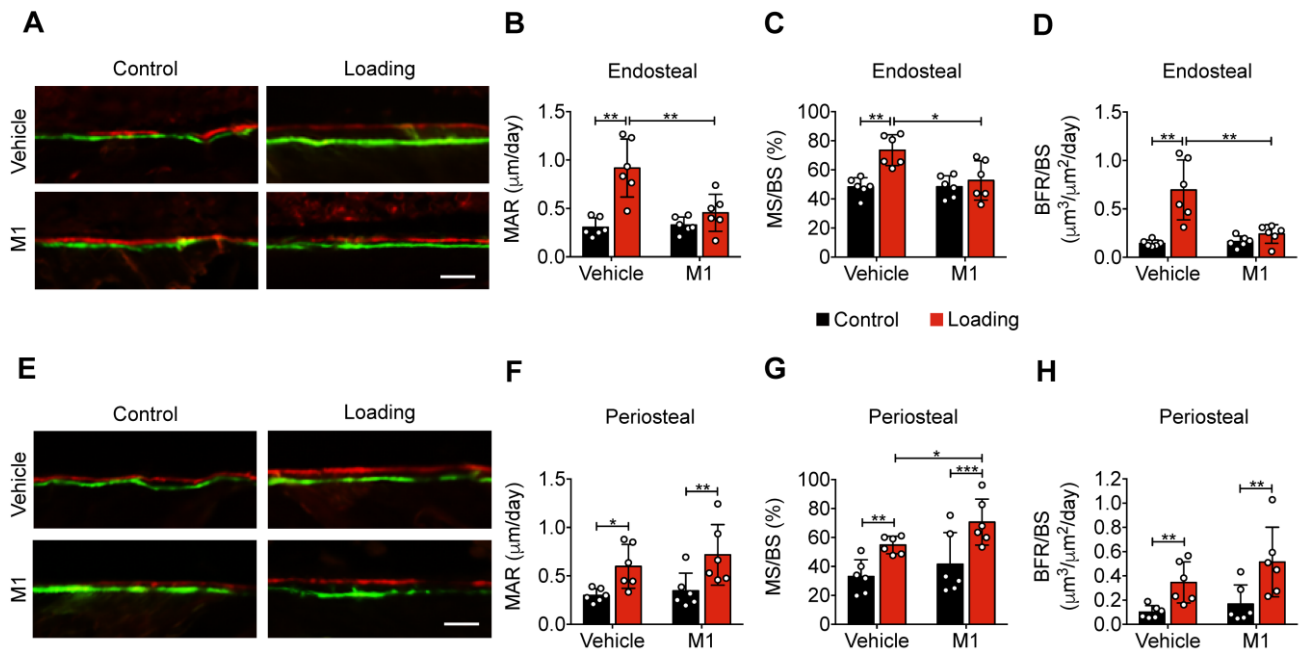 A
Control
Loading
Vehicle
M1
B
Endosteal
MAR (μm/day)
1.5
1.0
0.5
0.0
**
**
Vehicle
M1
C
Endosteal
MS/BS (%)
100
80
60
40
20
0
**
*
Vehicle
M1
D
Endosteal
BFR/BS
(μm³/μm²/day)
1.5
1.0
0.5
0.0
**
**
Vehicle
M1
Control
Loading
E
Control
Loading
Vehicle
M1
F
Periosteal
MAR (μm/day)
1.5
1.0
0.5
0.0
*
**
Vehicle
M1
G
Periosteal
MS/BS (%)
100
80
60
40
20
0
*
***
**
Vehicle
M1
H
Periosteal
BFR/BS
(μm³/μm²/day)
1.2
1.0
0.8
0.6
0.4
0.2
0.0
**
**
Vehicle
M1